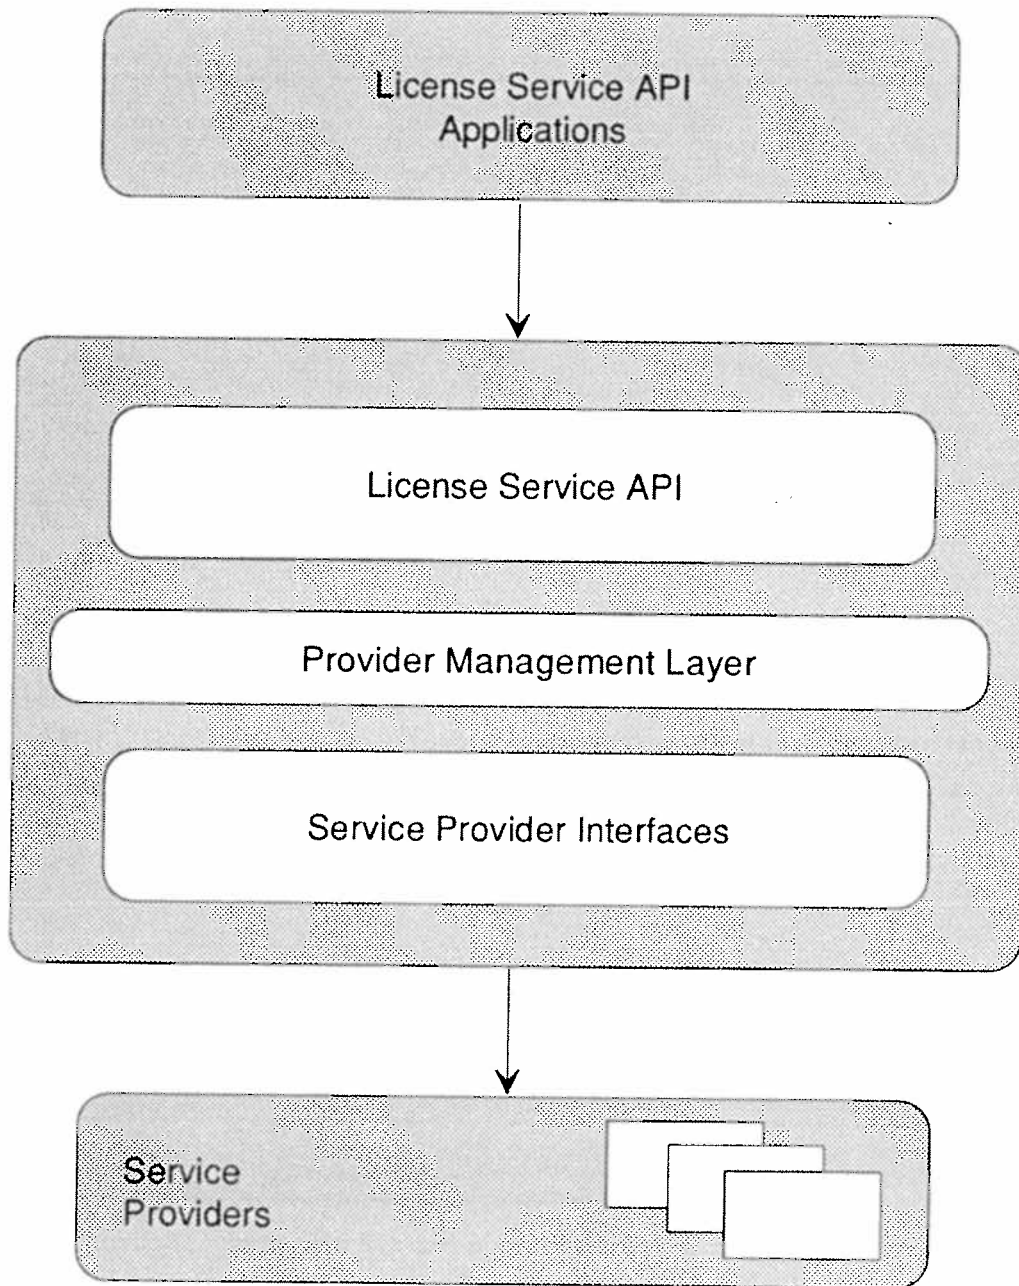 License Service API
Applications
License Service API
Provider Management Layer
Service Provider Interfaces
Service
Providers